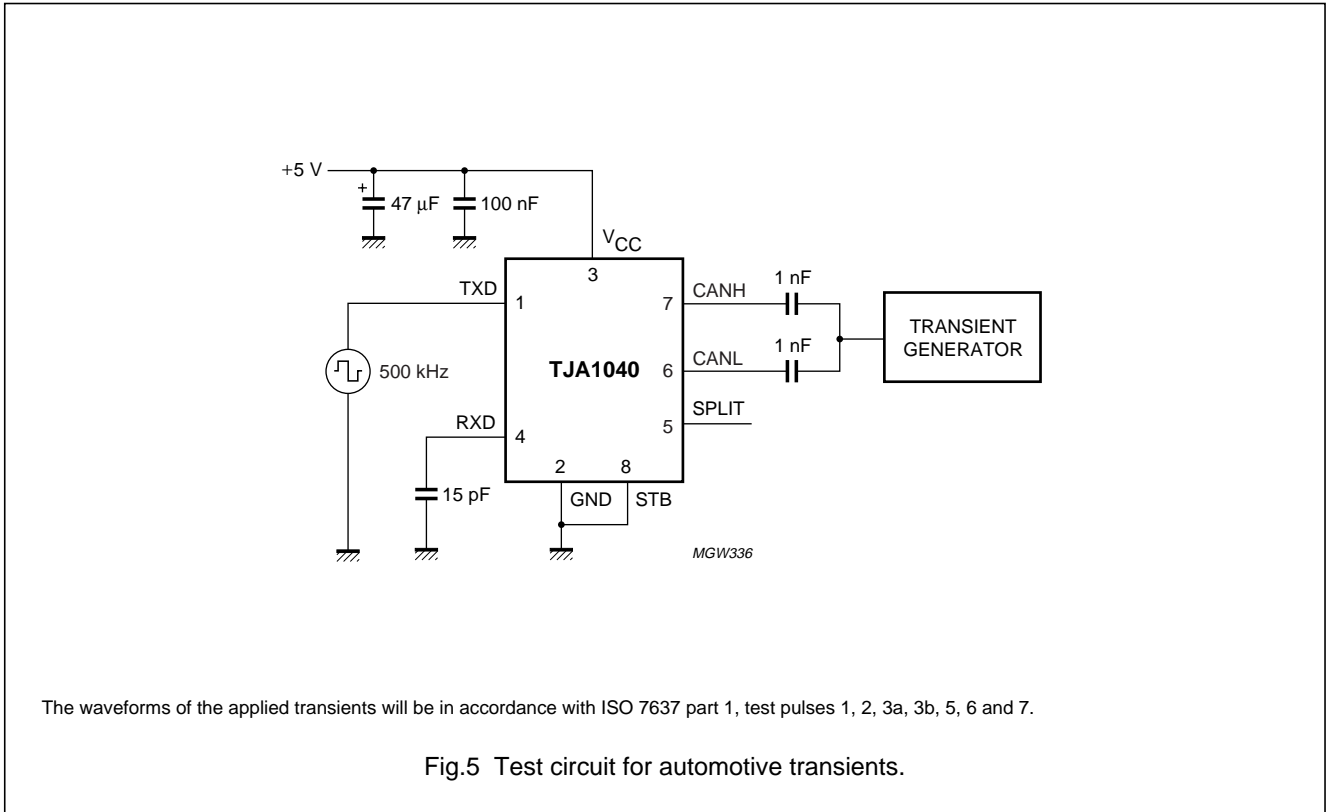 +5 V
+
47 μF
100 nF
VCC
3
TXD
1
7
CANH
1 nF
TRANSIENT
GENERATOR
500 kHz
TJA1040
1 nF
6
CANL
SPLIT
5
RXD
4
2
8
15 pF
GND
STB
MGW336
The waveforms of the applied transients will be in accordance with ISO 7637 part 1, test pulses 1, 2, 3a, 3b, 5, 6 and 7.
Fig.5 Test circuit for automotive transients.